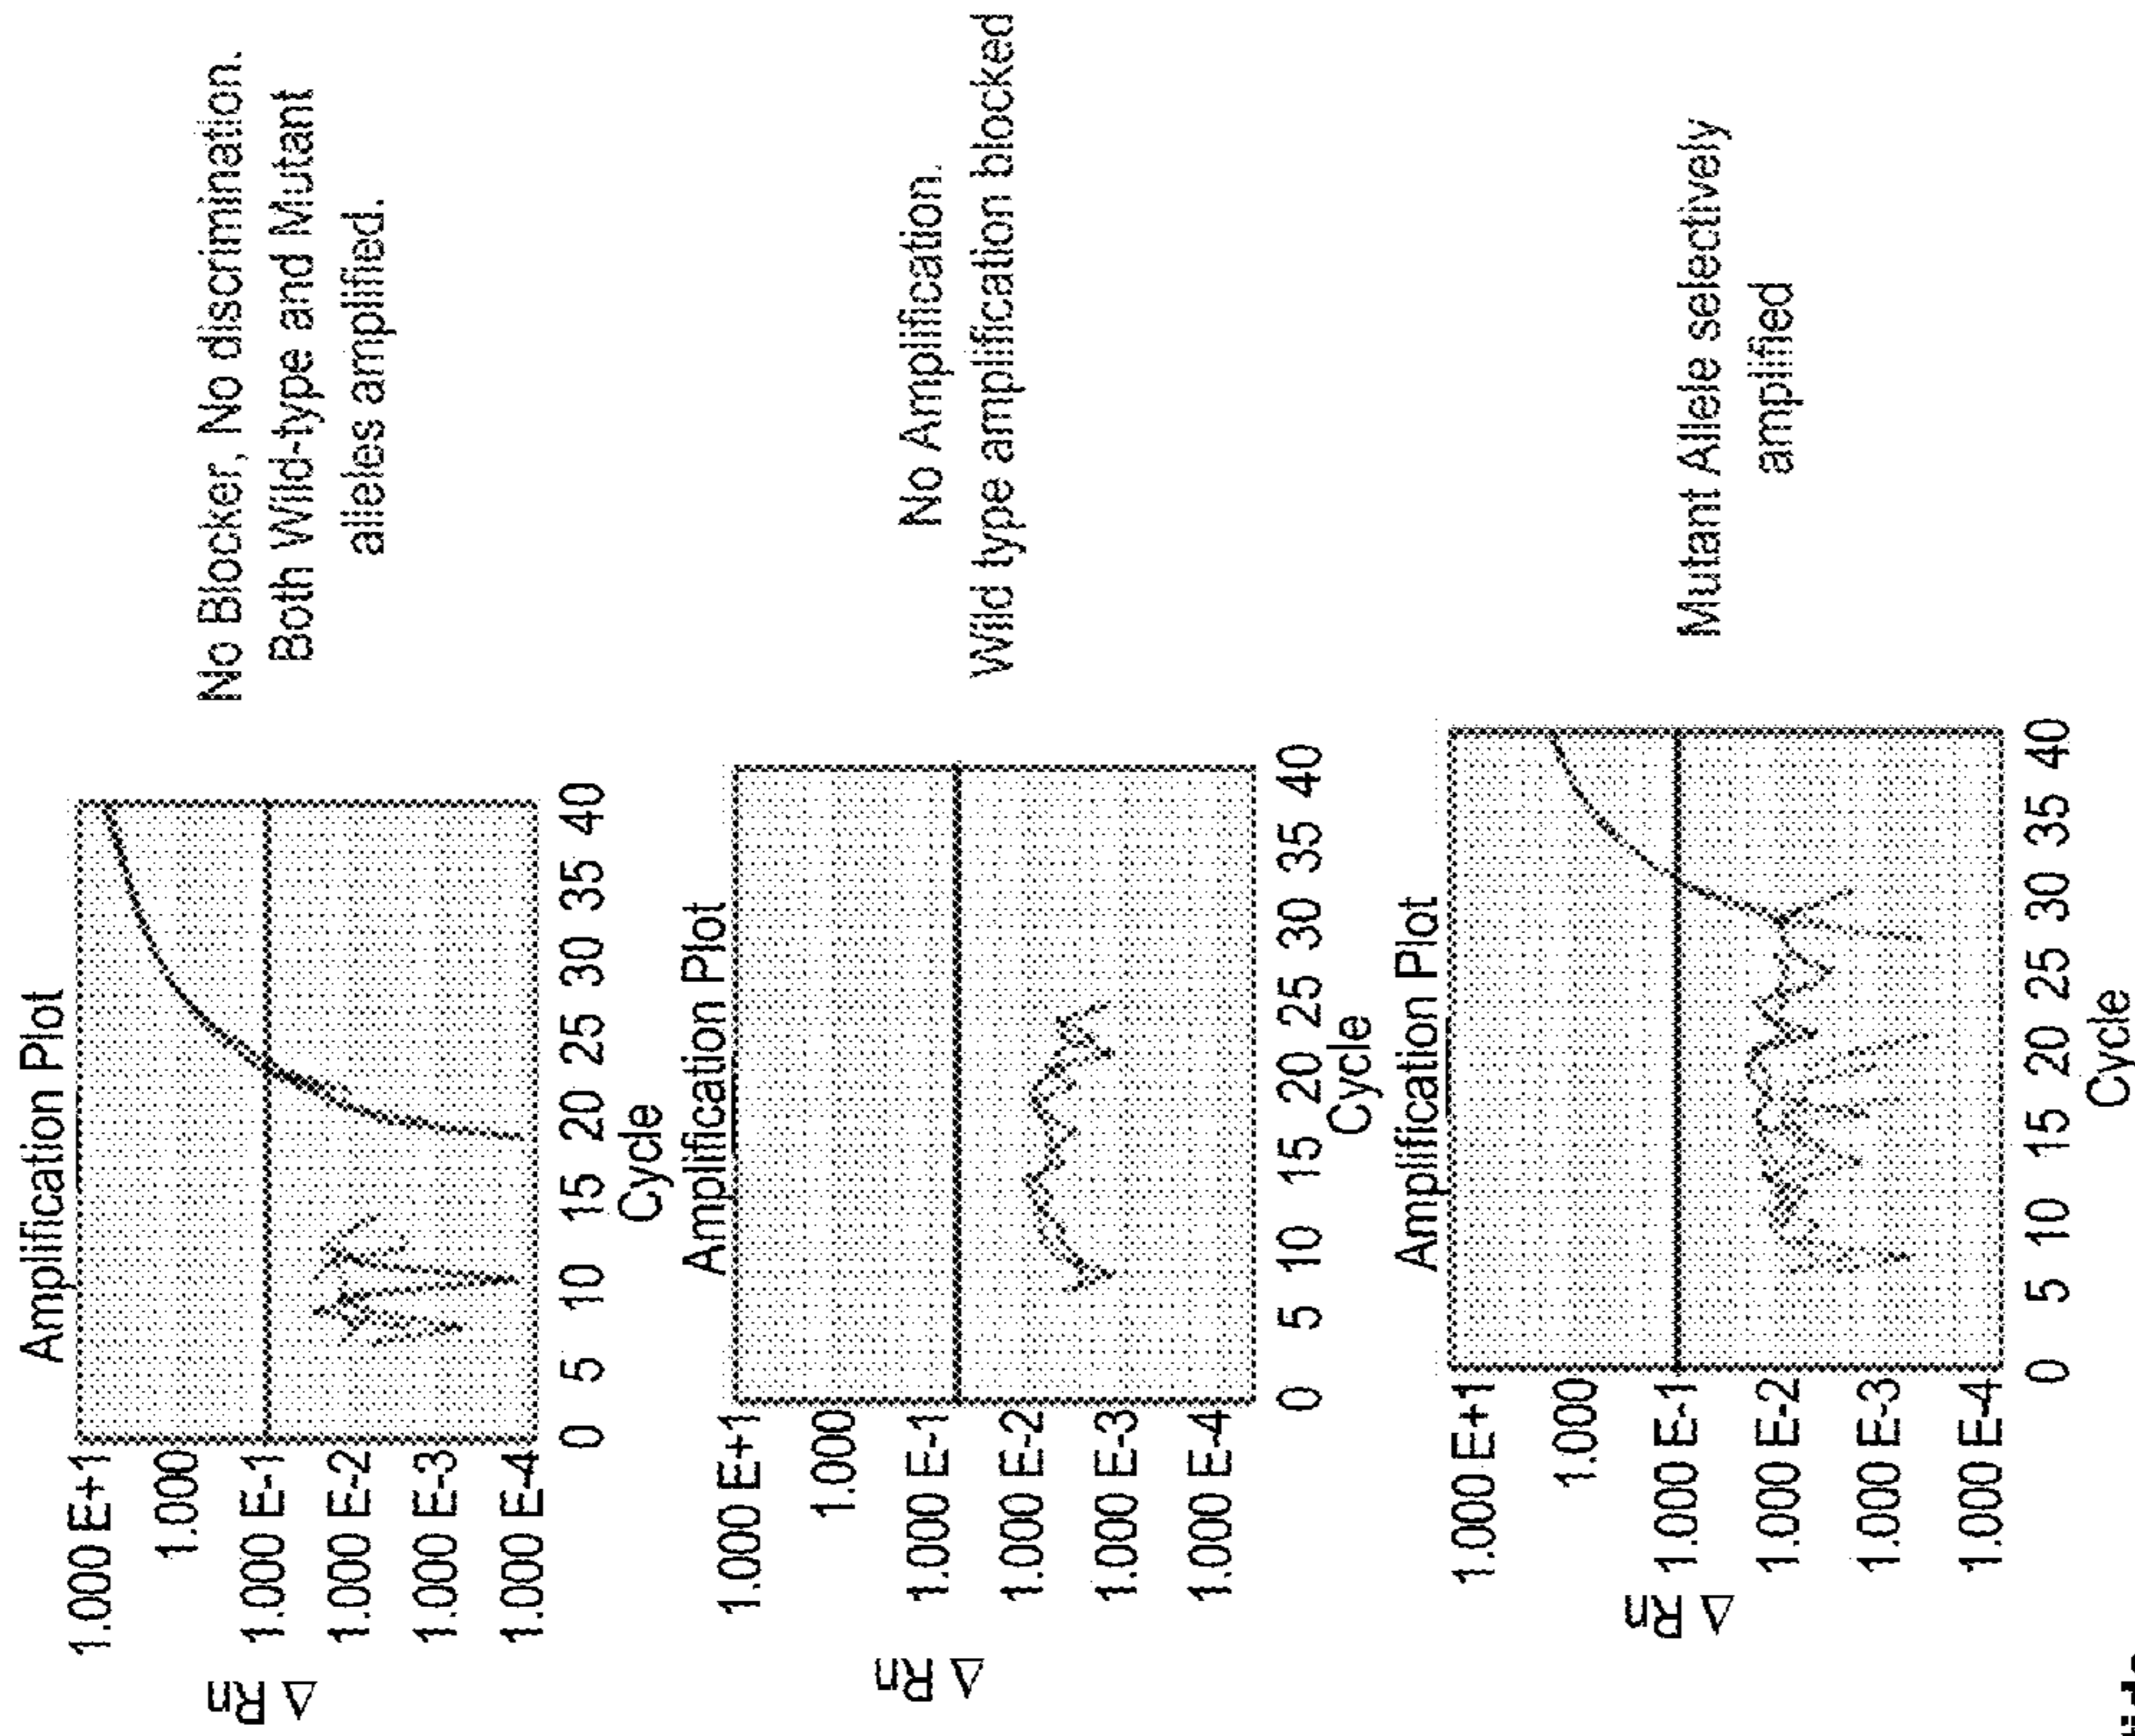 Amplification Plot
1.000 E+1
1.000
1.000 E-1
1.000 E-2
1.000 E-3
1.000 E-4
Δ Rn
0 5 10 15 20 25 30 35 40
Cycle
No Blocker, No discrimination.
Both Wild-type and Mutant
alleles amplified.
Amplification Plot
1.000 E+1
1.000
1.000 E-1
1.000 E-2
1.000 E-3
1.000 E-4
Δ Rn
0 5 10 15 20 25 30 35 40
Cycle
No Amplification.
Wild type amplification blocked
Amplification Plot
1.000 E+1
1.000
1.000 E-1
1.000 E-2
1.000 E-3
1.000 E-4
Δ Rn
0 5 10 15 20 25 30 35 40
Cycle
Mutant Allele selectively
amplified